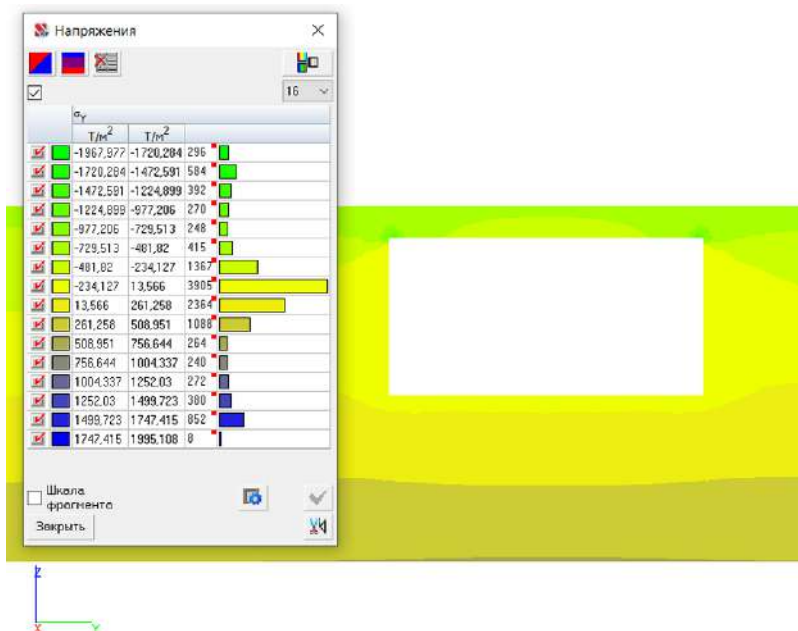 Напряжения
16
σY
Т/м2 Т/м2
-1967,977 -1720,284 296
-1720,284 -1472,591 584
-1472,591 -1224,899 392
-1224,899 -977,206 270
-977,206 -729,513 248
-729,513 -481,82 415
-481,82 -234,127 1367
-234,127 13,566 3905
13,566 261,258 2364
261,258 508,951 1088
508,951 756,644 264
756,644 1004,337 240
1004,337 1252,03 272
1252,03 1499,723 380
1499,723 1747,415 852
1747,415 1995,108 8
Шкала
фрагмента
Закрыть
Z
X Y